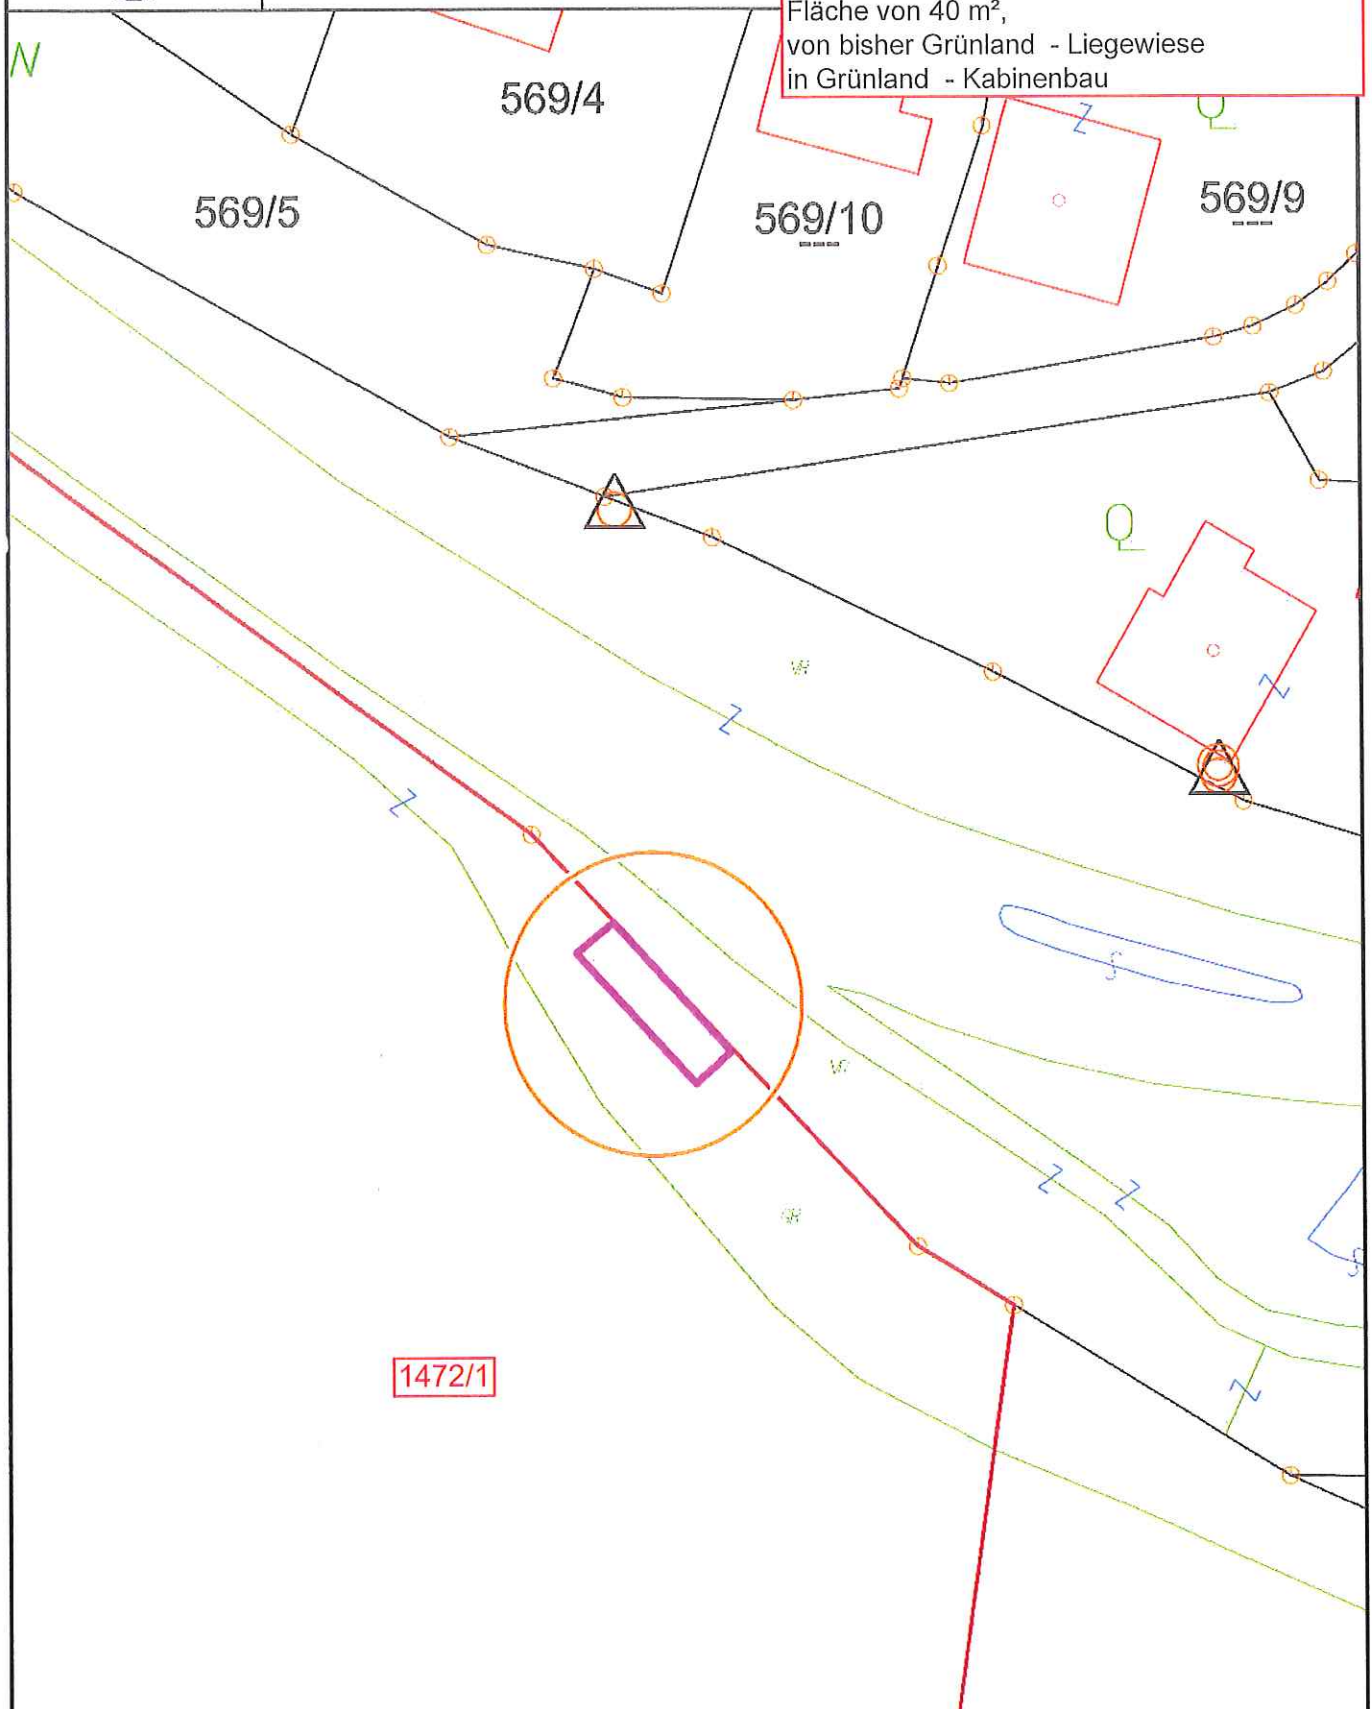 Fläche von 40 m²,
von bisher Grünland - Liegewiese
in Grünland - Kabinenbau
N
569/4
569/5
569/10
569/9
1472/1